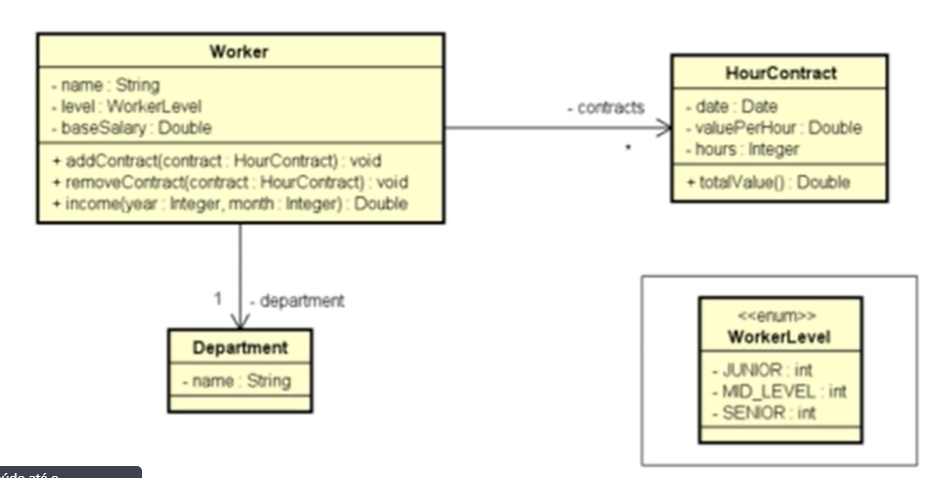 Worker
- name : String
- level : WorkerLevel
- baseSalary : Double
+ addContract(contract : HourContract) : void
+ removeContract(contract : HourContract) : void
+ income(year : Integer, month : Integer) : Double
- contracts
*
HourContract
- date : Date
- valuePerHour : Double
- hours : Integer
+ totalValue() : Double
1
- department
Department
- name : String
<<enum>>
WorkerLevel
- JUNIOR : int
- MID_LEVEL : int
- SENIOR : int